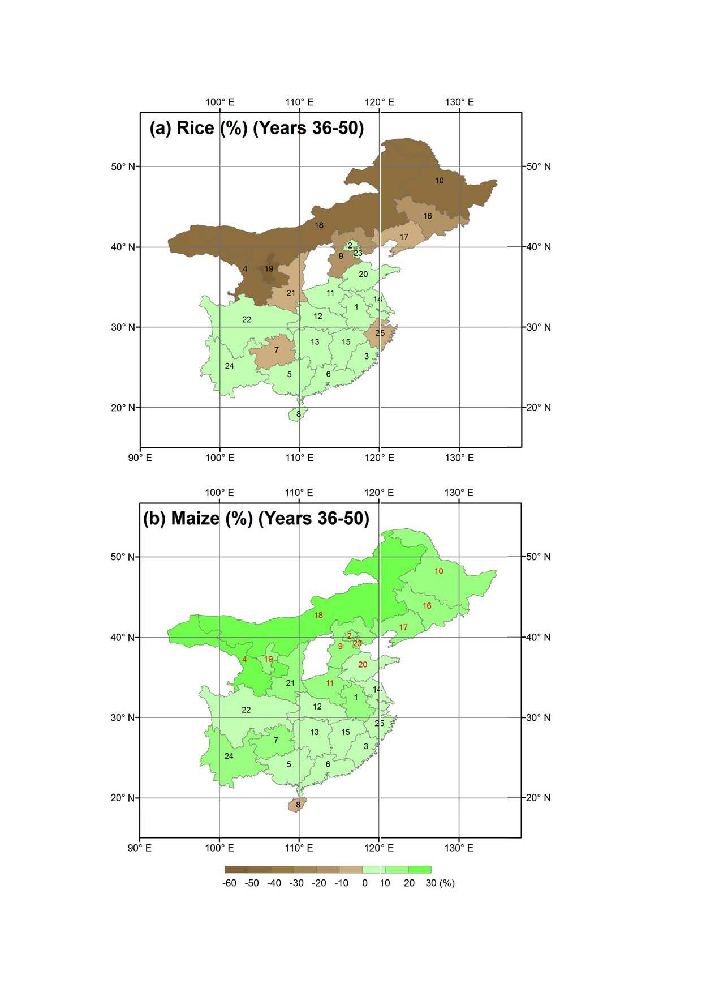 100° E 110° E 120° E 130° E
(a) Rice (%) (Years 36-50)
50° N 50° N
10
16
18
17
40° N 2 40° N
23
9
4 19
20
21 11 14
1
12
22
30° N 30° N
25
13 15
7
3
24
5 6
20° N 20° N
8
90° E 100° E 110° E 120° E 130° E
100° E 110° E 120° E 130° E
(b) Maize (%) (Years 36-50)
50° N 50° N
10
16
18
17
40° N 2 40° N
23
9
4 19
20
21 11
14
1
12
22
30° N 30° N
25
13 15
7
3
24
5 6
20° N 20° N
8
90° E 100° E 110° E 120° E 130° E
-60 -50 -40 -30 -20 -10 0 10 20 30 (%)